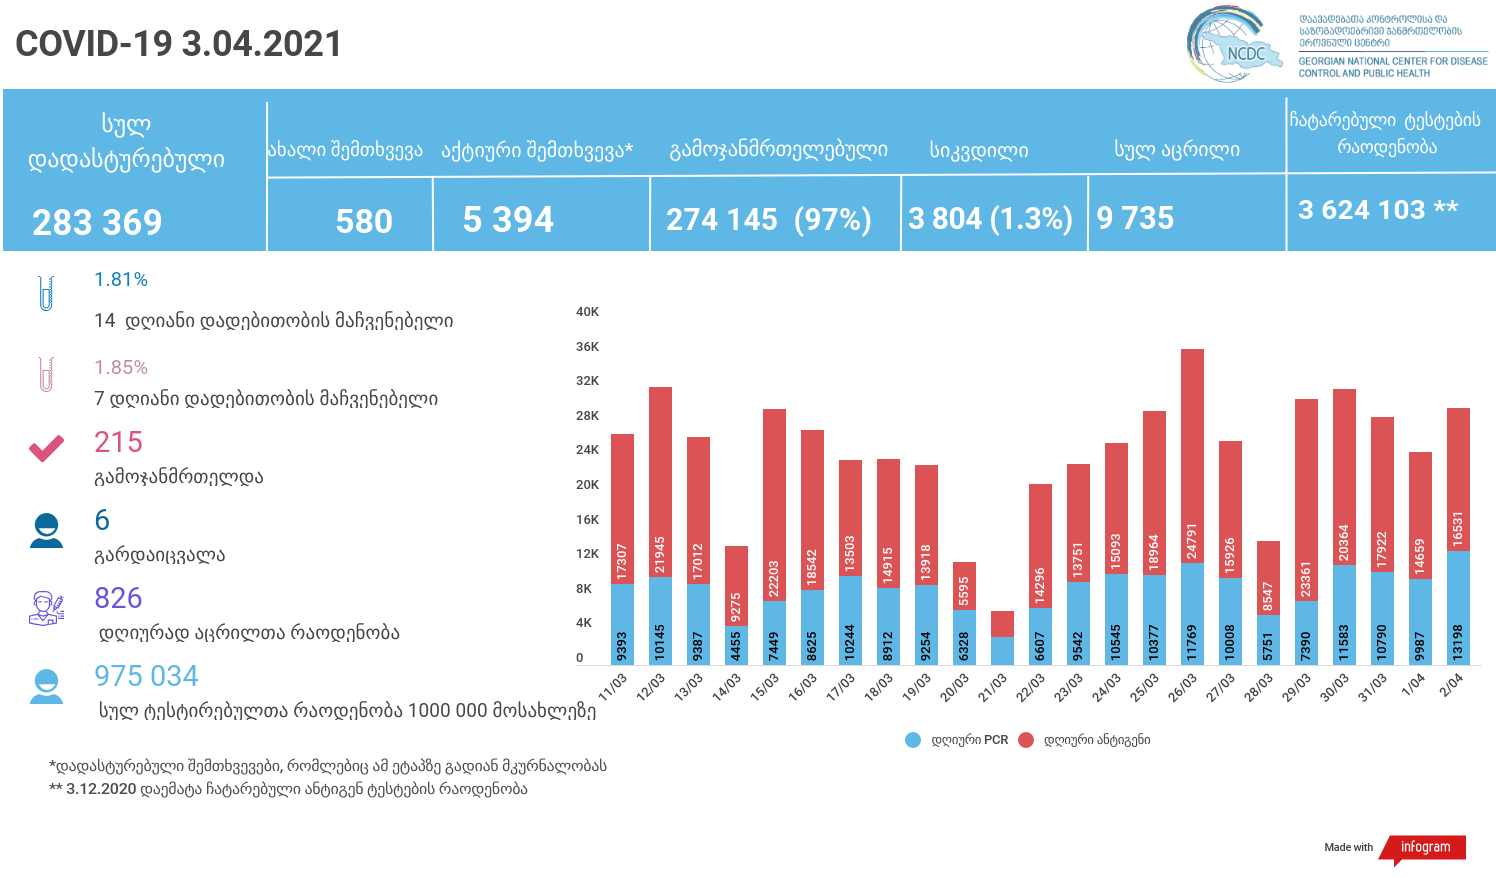 COVID-19 3.04.2021
დაავადებათა კონტროლისა და
საზოგადოებრივი ჯანმრთელობის
ეროვნული ცენტრი
NCDC
GEORGIAN NATIONAL CENTER FOR DISEASE
CONTROL AND PUBLIC HEALTH
სულ
დადასტურებული
283 369
ახალი შემთხვევა
580
აქტიური შემთხვევა*
5 394
გამოჯანმრთელებული
274 145 (97%)
სიკვდილი
3 804 (1.3%)
სულ აცრილი
9 735
ჩატარებული ტესტების
რაოდენობა
3 624 103 **
1.81%
14 დღიანი დადებითობის მაჩვენებელი
1.85%
7 დღიანი დადებითობის მაჩვენებელი
215
გამოჯანმრთელდა
6
გარდაიცვალა
826
დღიურად აცრილთა რაოდენობა
975 034
სულ ტესტირებულთა რაოდენობა 1000 000 მოსახლეზე
40K
36K
32K
28K
24K
20K
16K
12K
8K
4K
0
17307 21945 17012 9275 22203 18542 13503 14915 13918 5595 14296 13751 15093 18964 24791 15926 8547 23361 20364 17922 14659 16531
9393 10145 9387 4455 7449 8625 10244 8912 9254 6328 6607 9542 10545 10377 11769 10008 5751 7390 11583 10790 9987 13198
11/03 12/03 13/03 14/03 15/03 16/03 17/03 18/03 19/03 20/03 21/03 22/03 23/03 24/03 25/03 26/03 27/03 28/03 29/03 30/03 31/03 1/04 2/04
დღიური PCR დღიური ანტიგენი
*დადასტურებული შემთხვევები, რომლებიც ამ ეტაპზე გადიან მკურნალობას
** 3.12.2020 დაემატა ჩატარებული ანტიგენ ტესტების რაოდენობა
Made with infogram